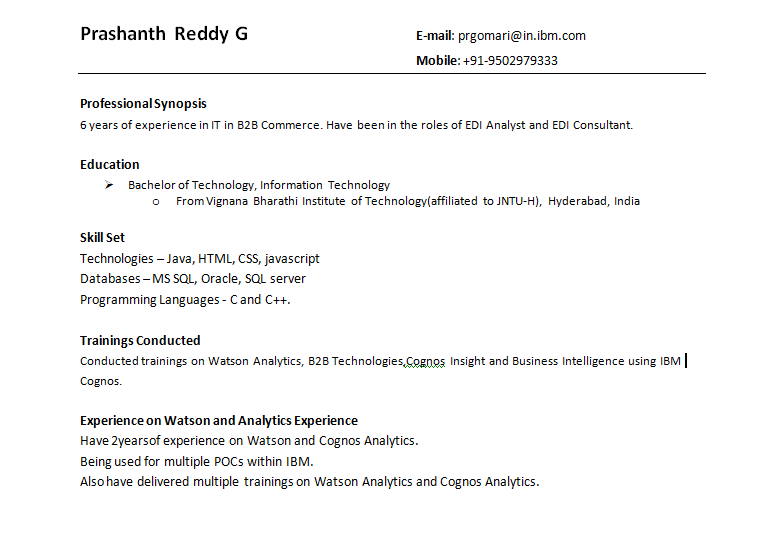 Prashanth Reddy G
E-mail: prgomari@in.ibm.com
Mobile: +91-9502979333
Professional Synopsis
6 years of experience in IT in B2B Commerce. Have been in the roles of EDI Analyst and EDI Consultant.
Education
➢ Bachelor of Technology, Information Technology
o From Vignana Bharathi Institute of Technology(affiliated to JNTU-H), Hyderabad, India
Skill Set
Technologies – Java, HTML, CSS, javascript
Databases – MS SQL, Oracle, SQL server
Programming Languages - C and C++.
Trainings Conducted
Conducted trainings on Watson Analytics, B2B Technologies,Cognos Insight and Business Intelligence using IBM
Cognos.
Experience on Watson and Analytics Experience
Have 2yearsof experience on Watson and Cognos Analytics.
Being used for multiple POCs within IBM.
Also have delivered multiple trainings on Watson Analytics and Cognos Analytics.